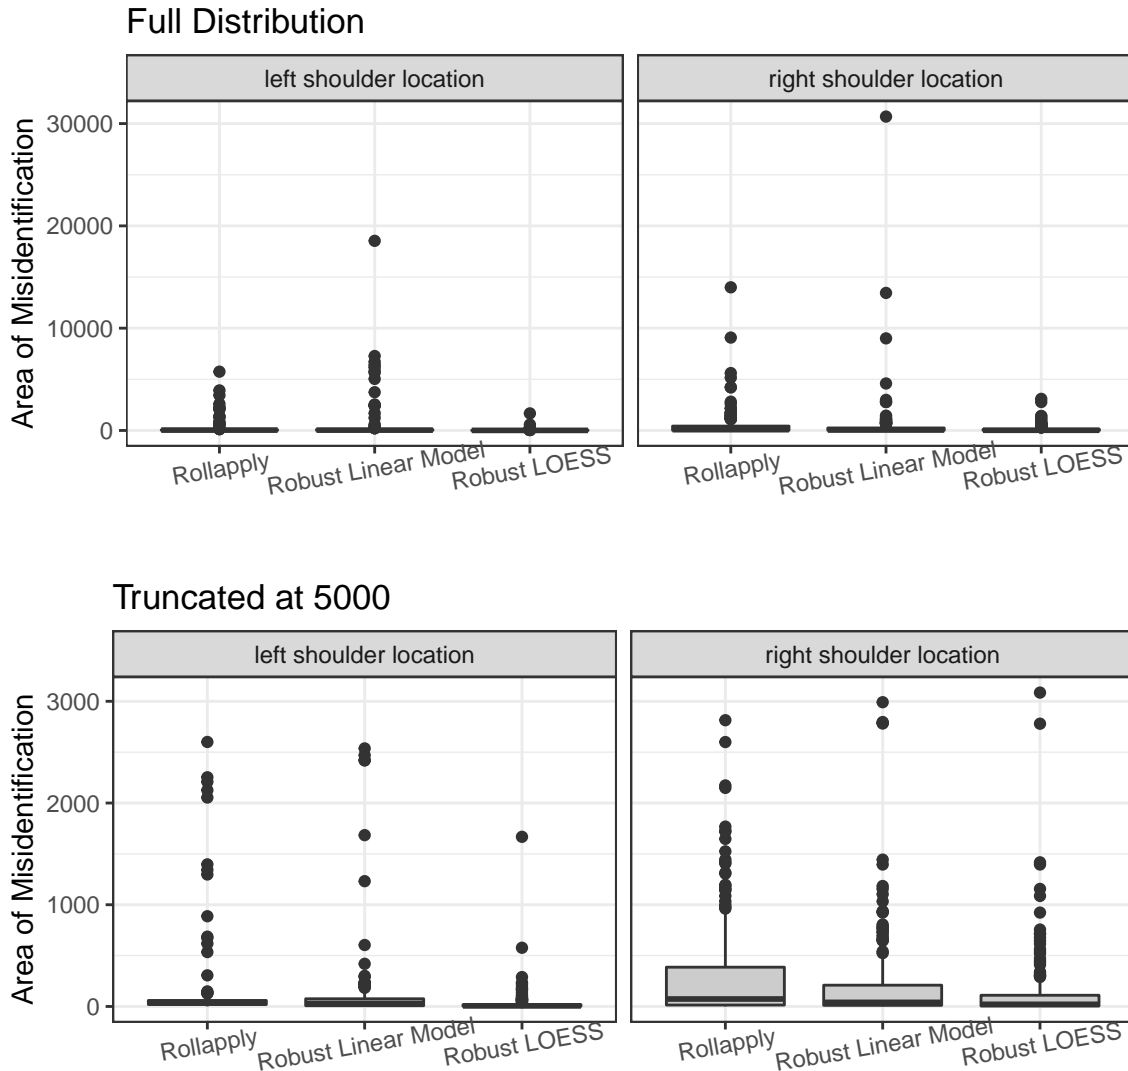 Full Distribution
left shoulder location
right shoulder location
Area of Misidentification
30000
20000
10000
0
Rollapply
Robust Linear Model
Robust LOESS
Rollapply
Robust Linear Model
Robust LOESS
Truncated at 5000
left shoulder location
right shoulder location
Area of Misidentification
3000
2000
1000
0
Rollapply
Robust Linear Model
Robust LOESS
Rollapply
Robust Linear Model
Robust LOESS